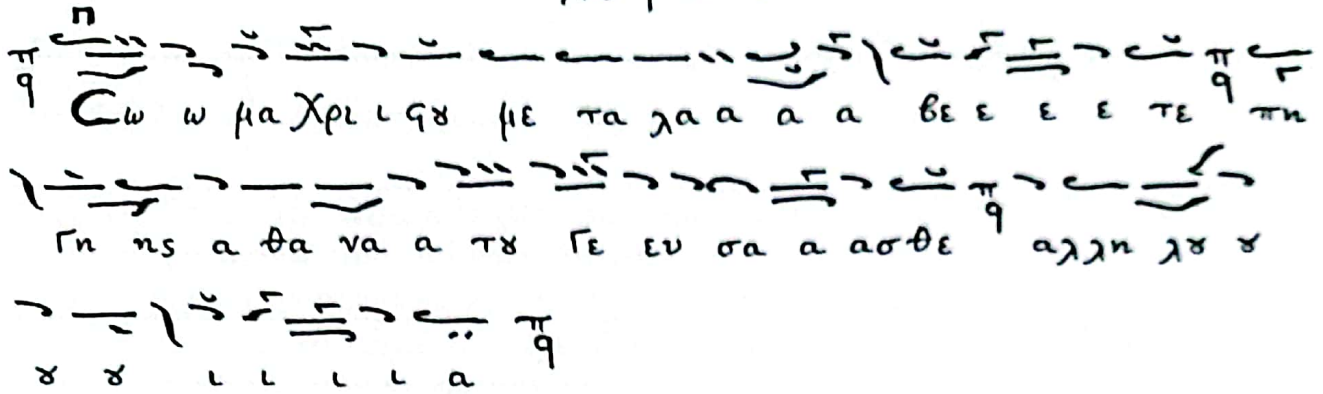 Σω ω μα Χρι ι ϛȣ με τα λα α α α βε ε ε ε τε πη
γη ης α θα να α τȣ Γε ευ σα α ασθε αλλη λȣ ȣ
ȣ ȣ ι ι ι ι α